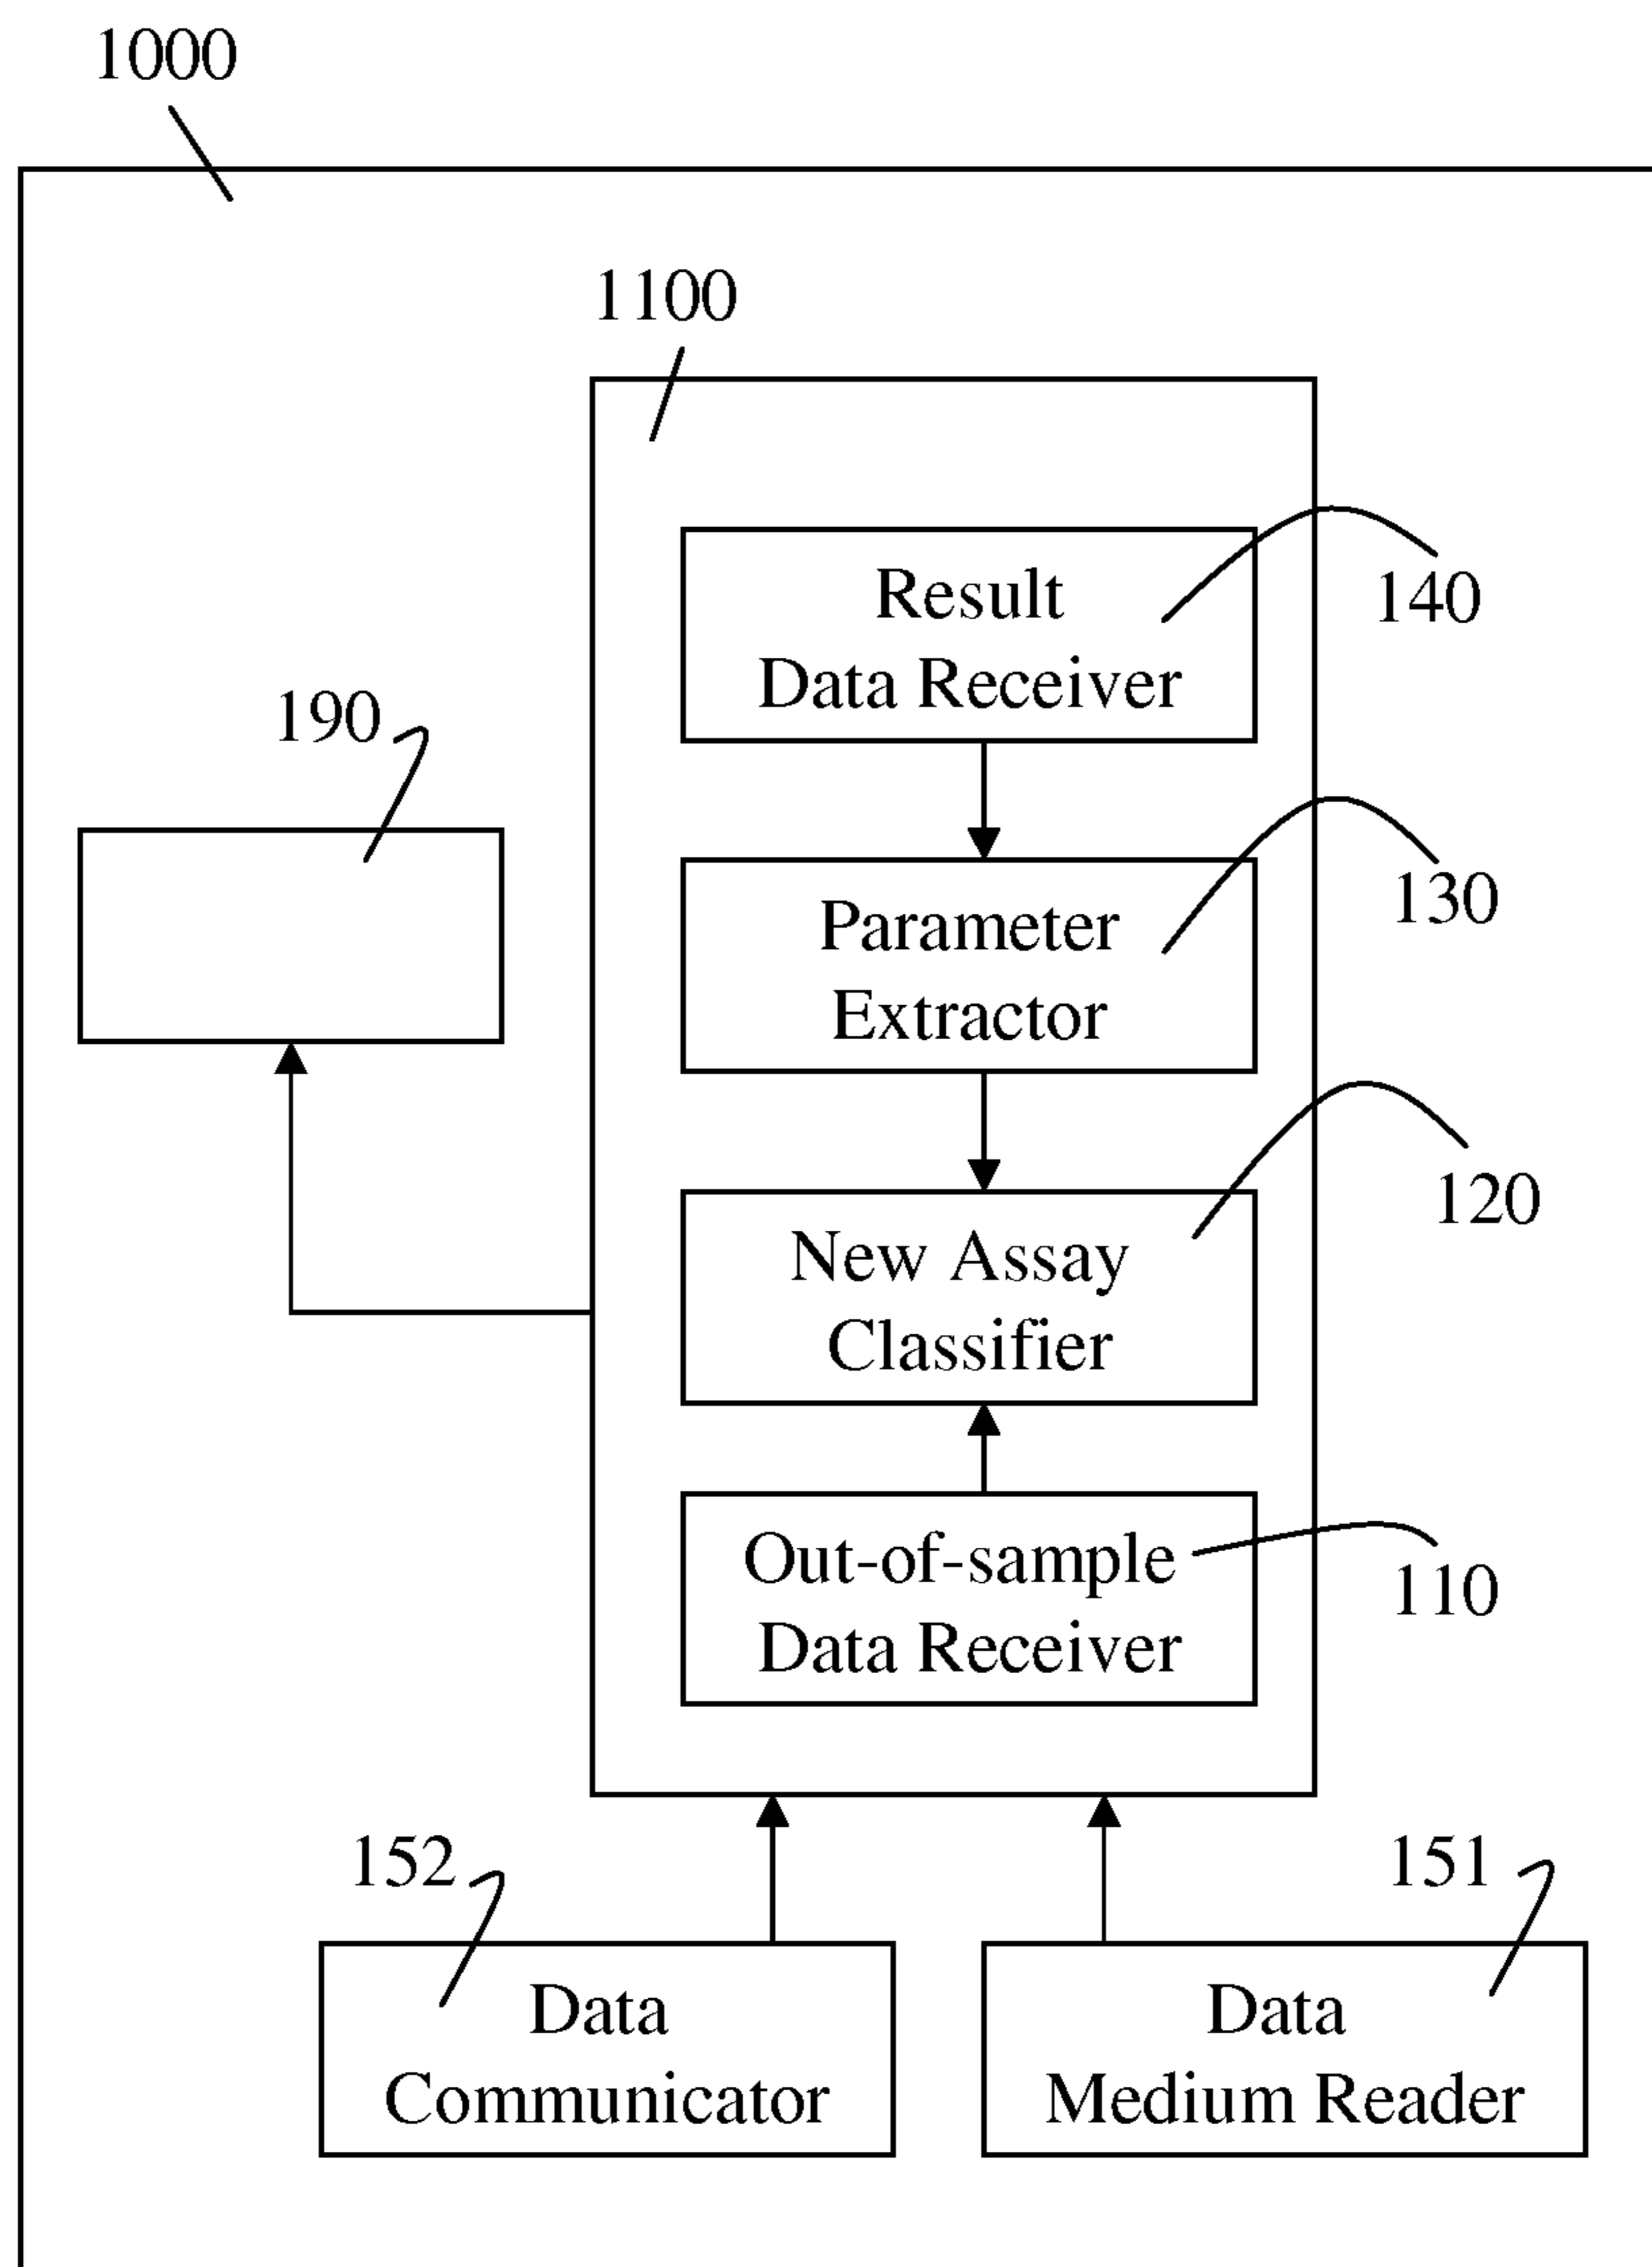 1000
1100
Result
Data Receiver
140
190
Parameter
Extractor
130
New Assay
Classifier
120
Out-of-sample
Data Receiver
110
152
151
Data
Communicator
Data
Medium Reader